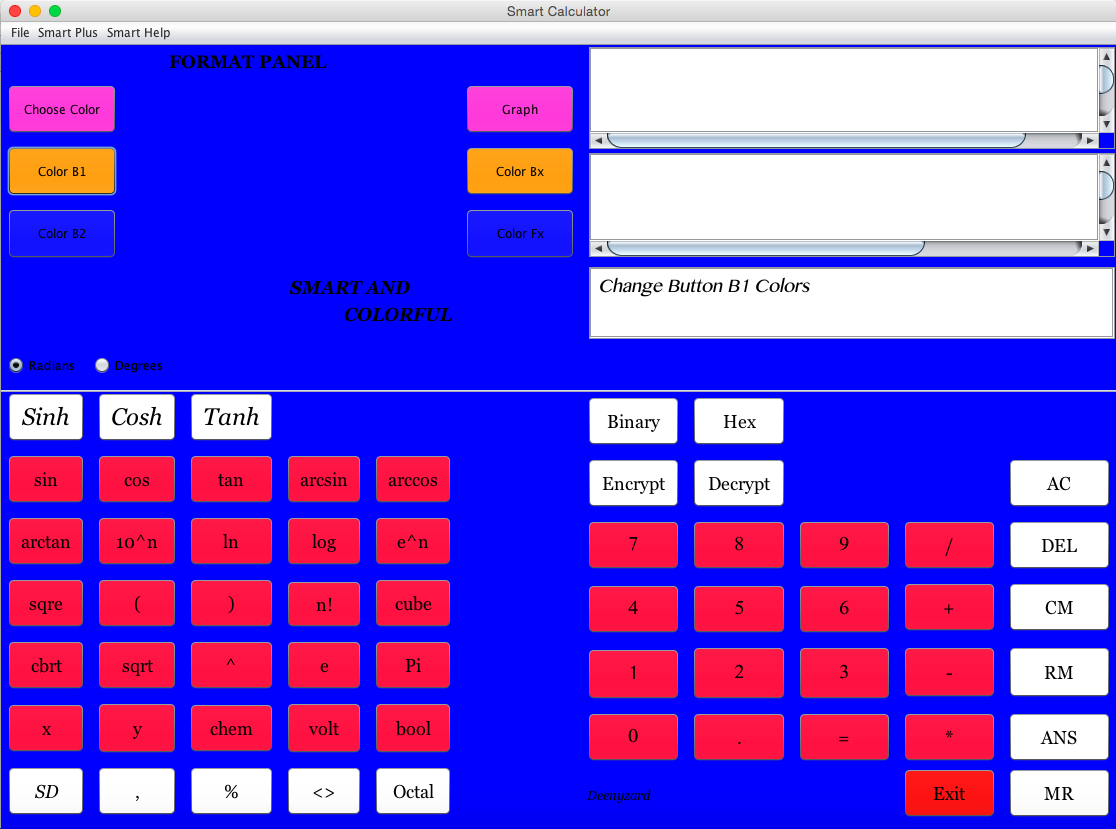 Smart Calculator
File Smart Plus Smart Help
FORMAT PANEL
Choose Color
Graph
Color B1
Color Bx
Color B2
Color Fx
SMART AND
COLORFUL
Change Button B1 Colors
Radians Degrees
Sinh Cosh Tanh
sin cos tan arcsin arccos
arctan 10^n ln log e^n
sqre ( ) n! cube
cbrt sqrt ^ e Pi
x y chem volt bool
SD , % <> Octal
Binary Hex
Encrypt Decrypt AC
7 8 9 / DEL
4 5 6 + CM
1 2 3 - RM
0 . = * ANS
Exit MR